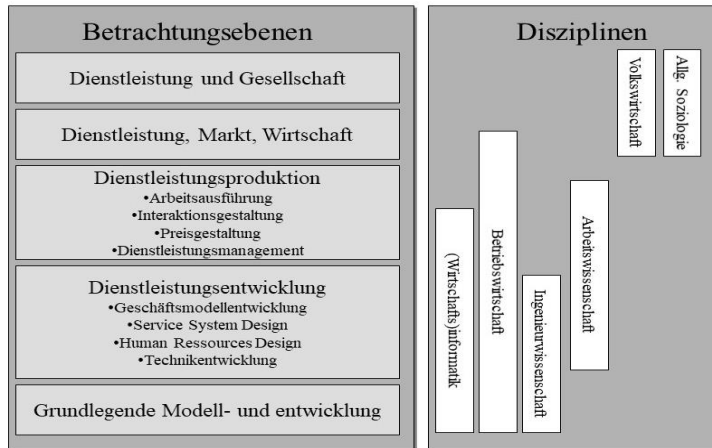 Betrachtungsebenen
Dienstleistung und Gesellschaft
Dienstleistung, Markt, Wirtschaft
Dienstleistungsproduktion
•Arbeitsausführung
•Interaktionsgestaltung
•Preisgestaltung
•Dienstleistungsmanagement
Dienstleistungsentwicklung
•Geschäftsmodellentwicklung
•Service System Design
•Human Ressources Design
•Technikentwicklung
Grundlegende Modell- und entwicklung
Disziplinen
(Wirtschafts)informatik
Betriebswirtschaft
Ingenieurwissenschaft
Arbeitswissenschaft
Volkswirtschaft
Allg. Soziologie